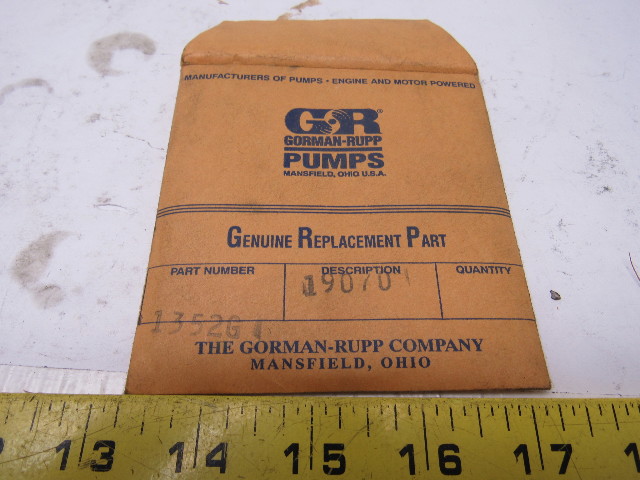 MANUFACTURERS OF PUMPS • ENGINE AND MOTOR POWERED
GR®
GORMAN-RUPP
PUMPS
MANSFIELD, OHIO U.S.A.
GENUINE REPLACEMENT PART
PART NUMBER DESCRIPTION QUANTITY
19070
1352G
THE GORMAN-RUPP COMPANY
MANSFIELD, OHIO
13 14 15 16 17